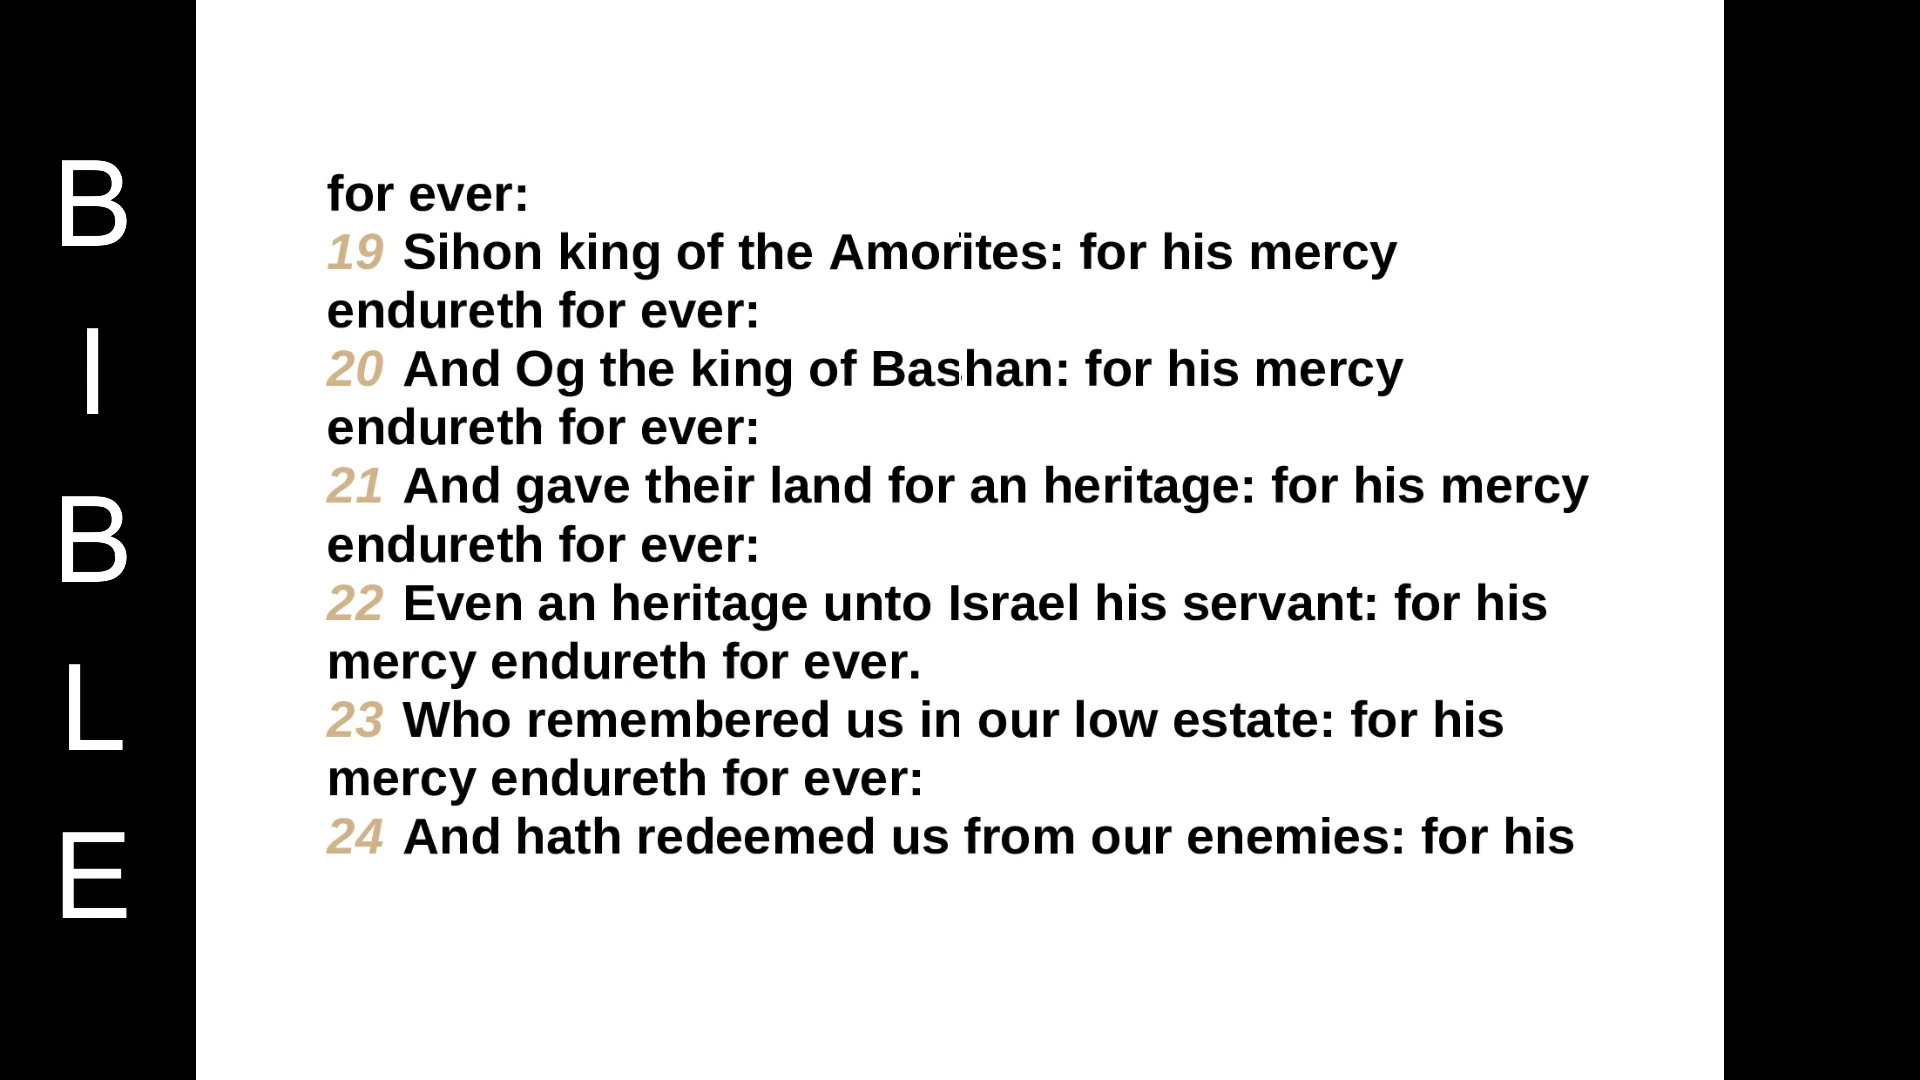 BIBLE
for ever:
19 Sihon king of the Amorites: for his mercy
endureth for ever:
20 And Og the king of Bashan: for his mercy
endureth for ever:
21 And gave their land for an heritage: for his mercy
endureth for ever:
22 Even an heritage unto Israel his servant: for his
mercy endureth for ever.
23 Who remembered us in our low estate: for his
mercy endureth for ever:
24 And hath redeemed us from our enemies: for his